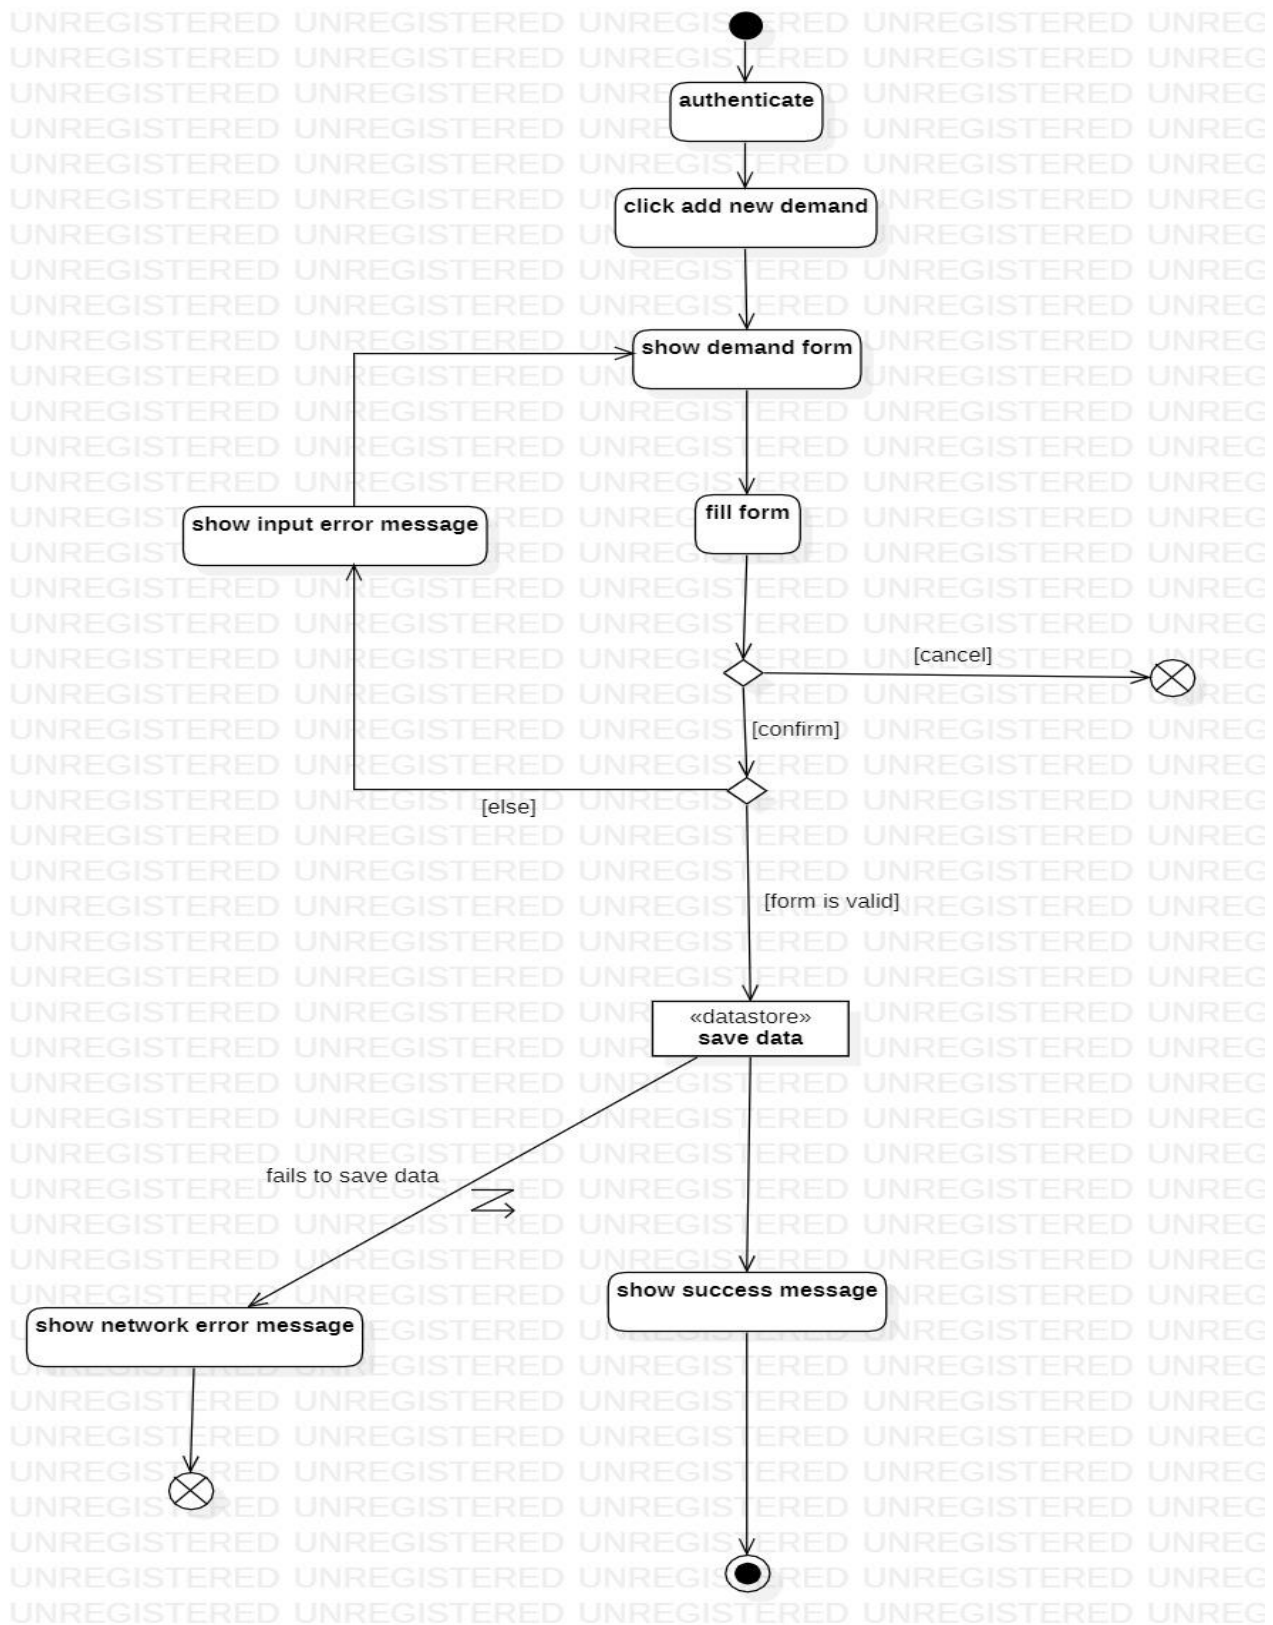 authenticate
click add new demand
show demand form
show input error message
fill form
[cancel]
[confirm]
[else]
[form is valid]
«datastore»
save data
fails to save data
show success message
show network error message
UNREGISTERED